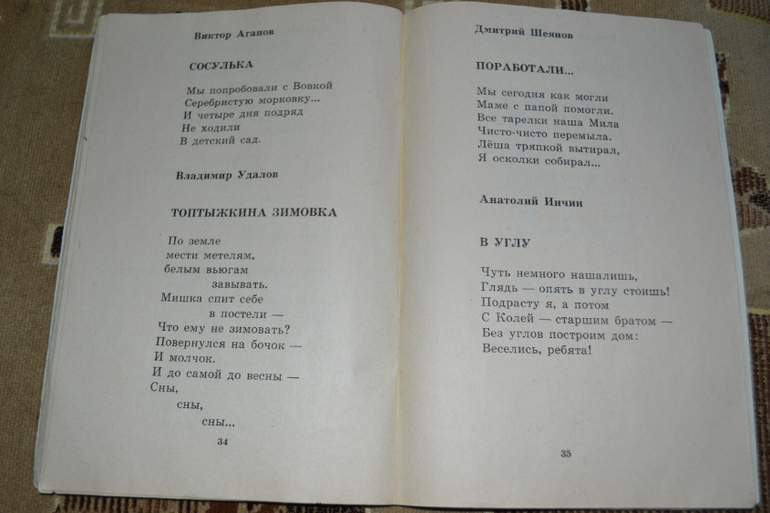 Виктор Агапов
СОСУЛЬКА
Мы попробовали с Вовкой
Серебристую морковку...
И четыре дня подряд
Не ходили
В детский сад.
Владимир Удалов
ТОПТЫЖКИНА ЗИМОВКА
По земле
мести метелям,
белым вьюгам
завывать.
Мишка спит себе
в постели —
Что ему не зимовать?
Повернулся на бочок —
И молчок.
И до самой до весны —
Сны,
сны,
сны...
34
Дмитрий Шеянов
ПОРАБОТАЛИ...
Мы сегодня как могли
Маме с папой помогли.
Все тарелки наша Мила
Чисто-чисто перемыла.
Лёша тряпкой вытирал,
Я осколки собирал...
Анатолий Инчин
В УГЛУ
Чуть немного нашалишь,
Глядь — опять в углу стоишь!
Подрасту я, а потом
С Колей — старшим братом —
Без углов построим дом:
Веселись, ребята!
35